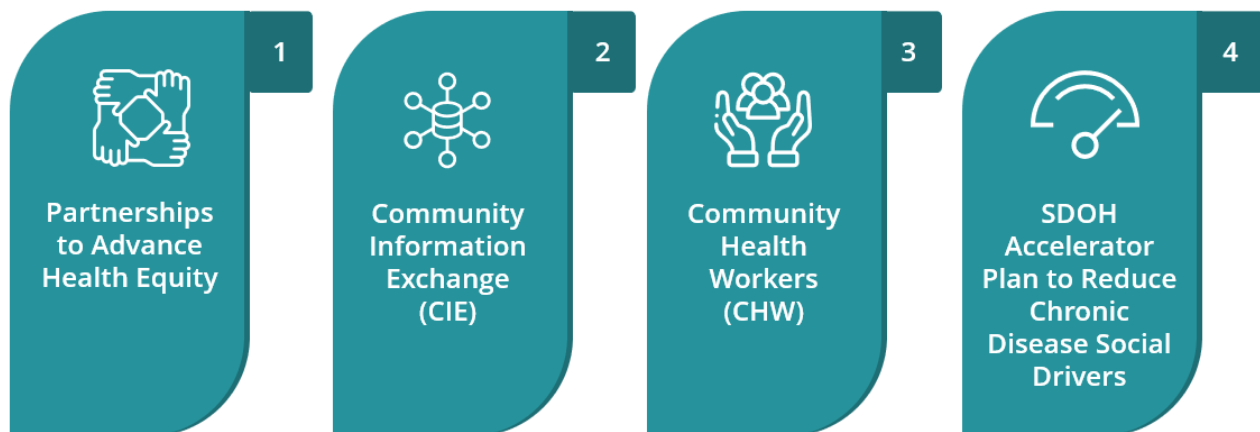 1
Partnerships
to Advance
Health Equity
2
Community
Information
Exchange
(CIE)
3
Community
Health
Workers
(CHW)
4
SDOH
Accelerator
Plan to Reduce
Chronic
Disease Social
Drivers